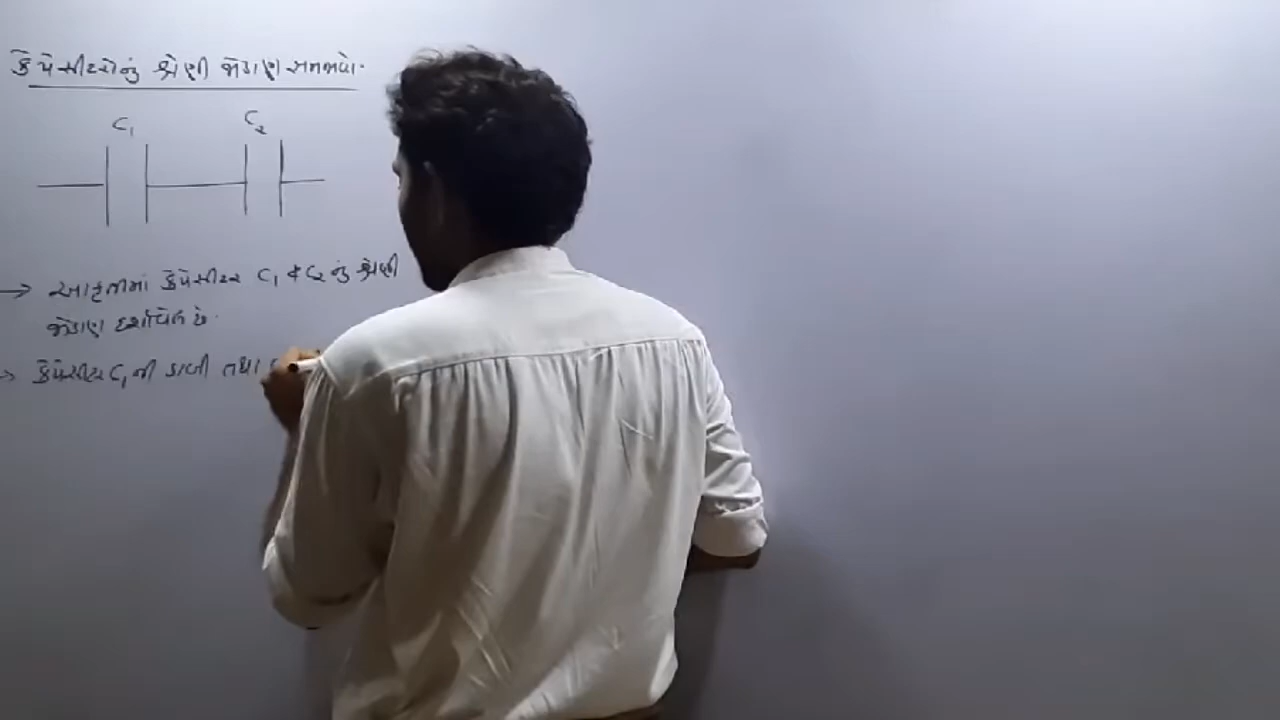 કેપેસીટરોનું શ્રેણી જોડાણ સમજાવો.
C₁ C₂
→ આકૃતીમાં કેપેસીટર C₁ & C₂ નું શ્રેણી
જોડાણ દર્શાવેલ છે.
→ કેપેસીટર C₁ ની ડાબી તથા